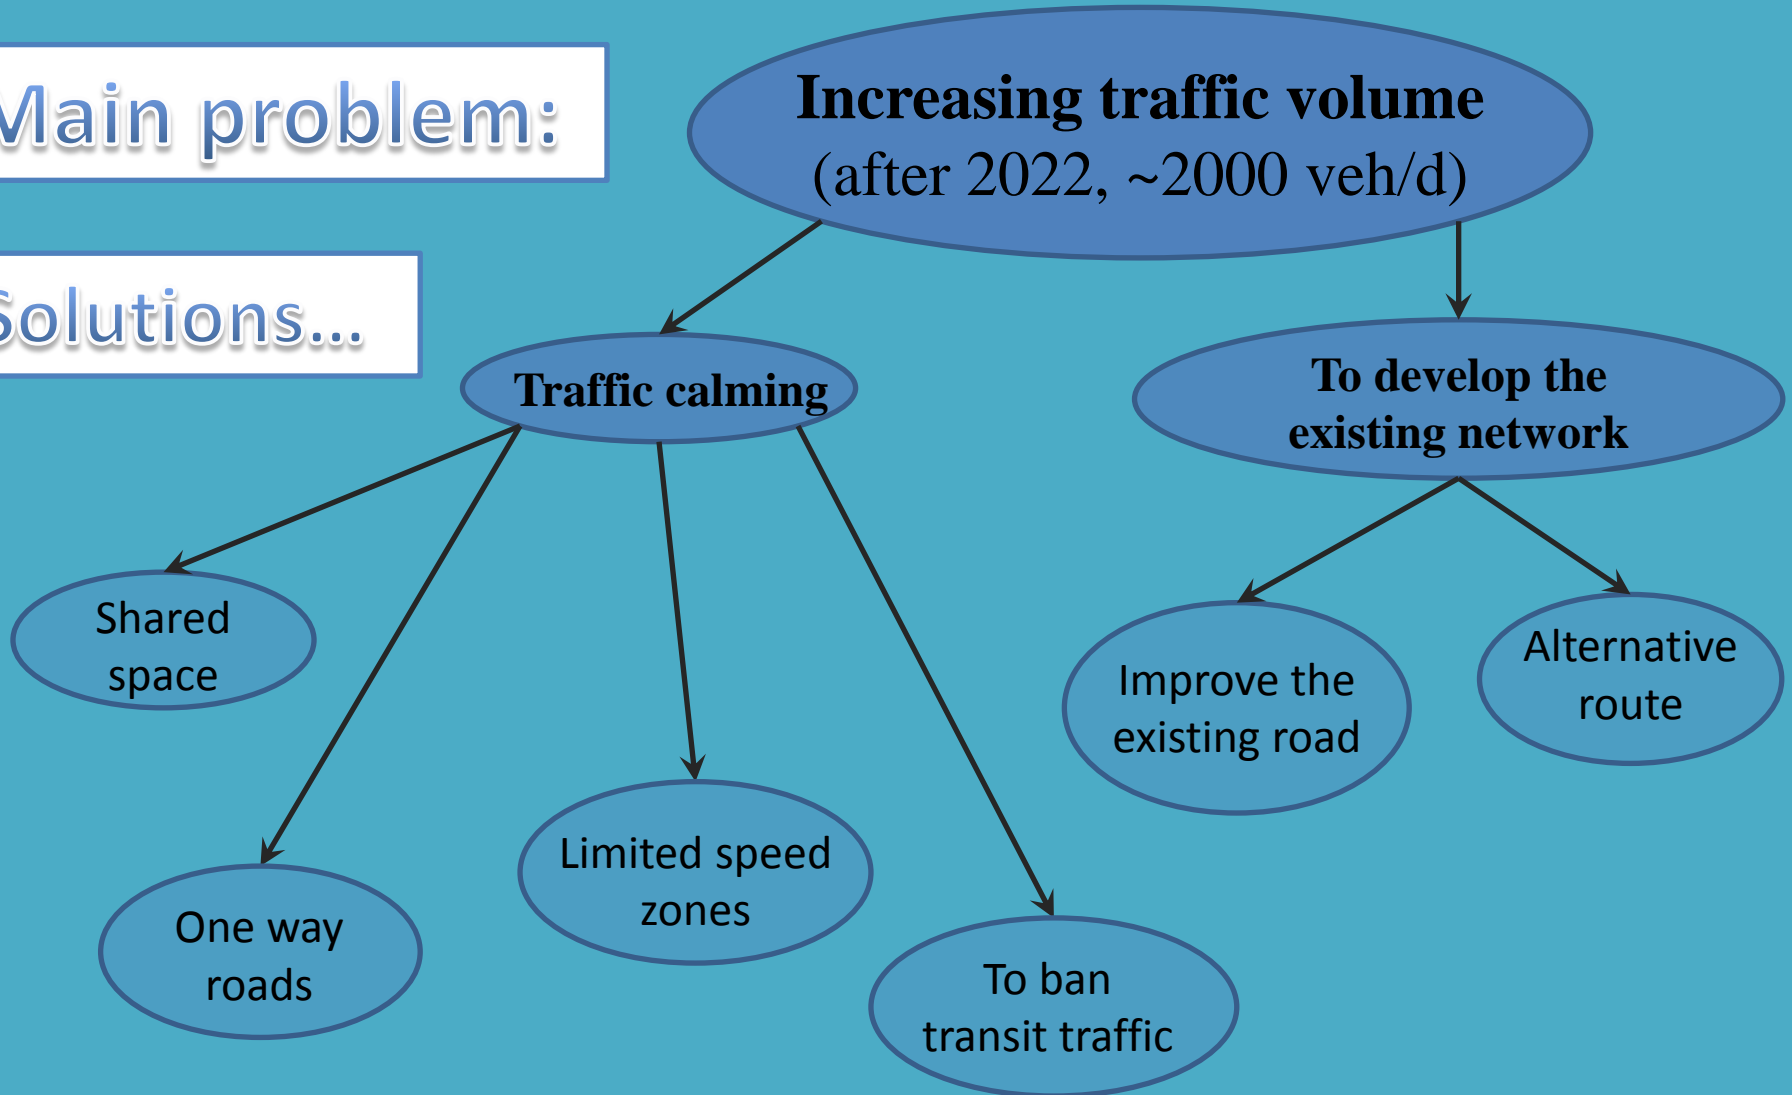 Main problem:
Increasing traffic volume
(after 2022, ~2000 veh/d)
Solutions...
Traffic calming
To develop the
existing network
Shared
space
One way
roads
Limited speed
zones
To ban
transit traffic
Improve the
existing road
Alternative
route